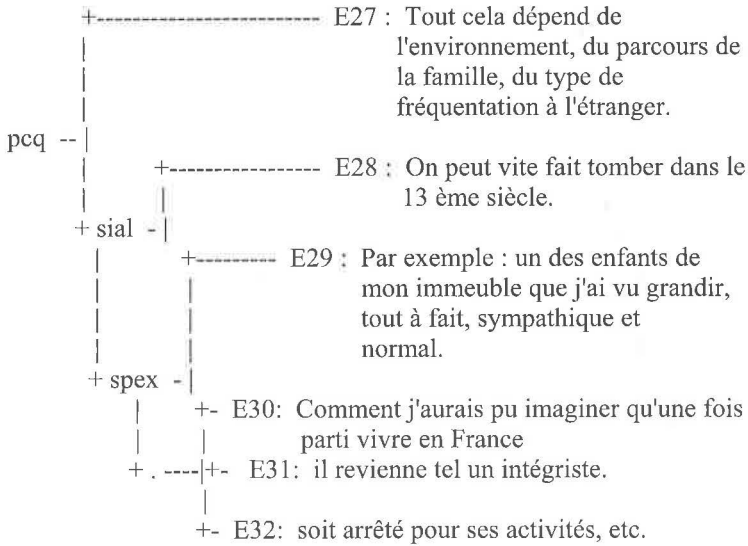 E27 : Tout cela dépend de
l'environnement, du parcours de
la famille, du type de
fréquentation à l'étranger.
pcq
E28 : On peut vite fait tomber dans le
13 ème siècle.
sial
E29 : Par exemple : un des enfants de
mon immeuble que j'ai vu grandir,
tout à fait, sympathique et
normal.
spex
E30: Comment j'aurais pu imaginer qu'une fois
parti vivre en France
E31: il revienne tel un intégriste.
E32: soit arrêté pour ses activités, etc.